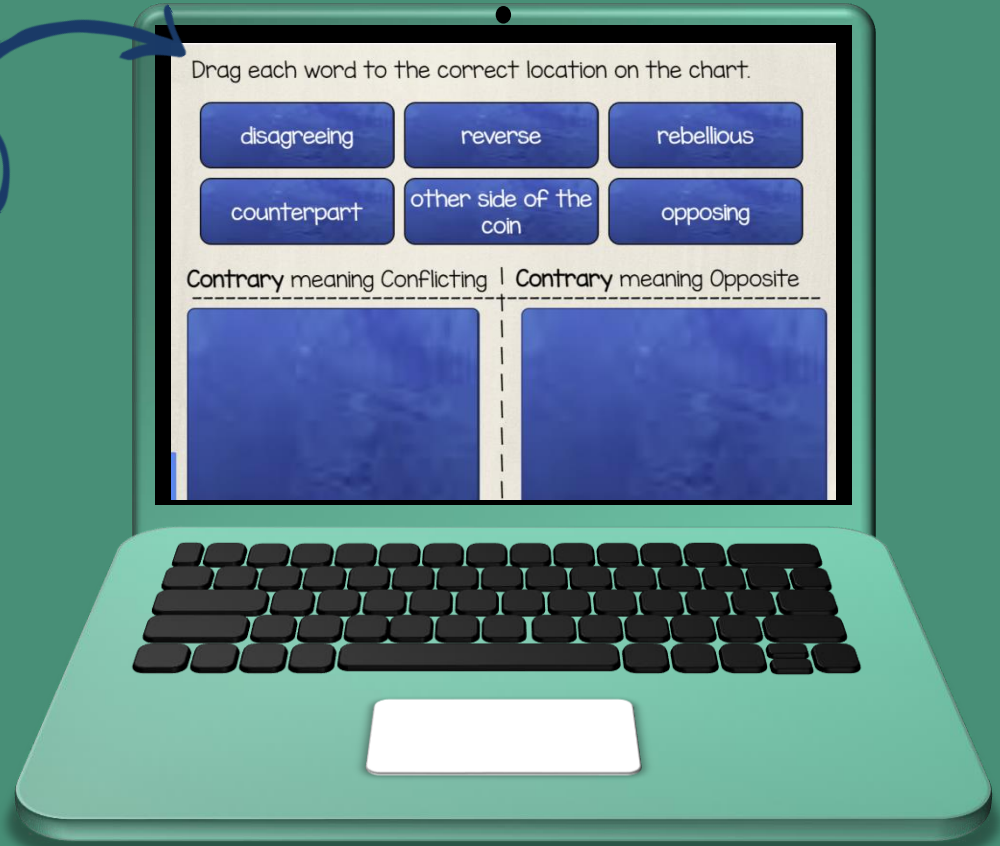 Drag each word to the correct location on the chart.
disagreeing
reverse
rebellious
counterpart
other side of the
coin
opposing
Contrary meaning Conflicting
Contrary meaning Opposite